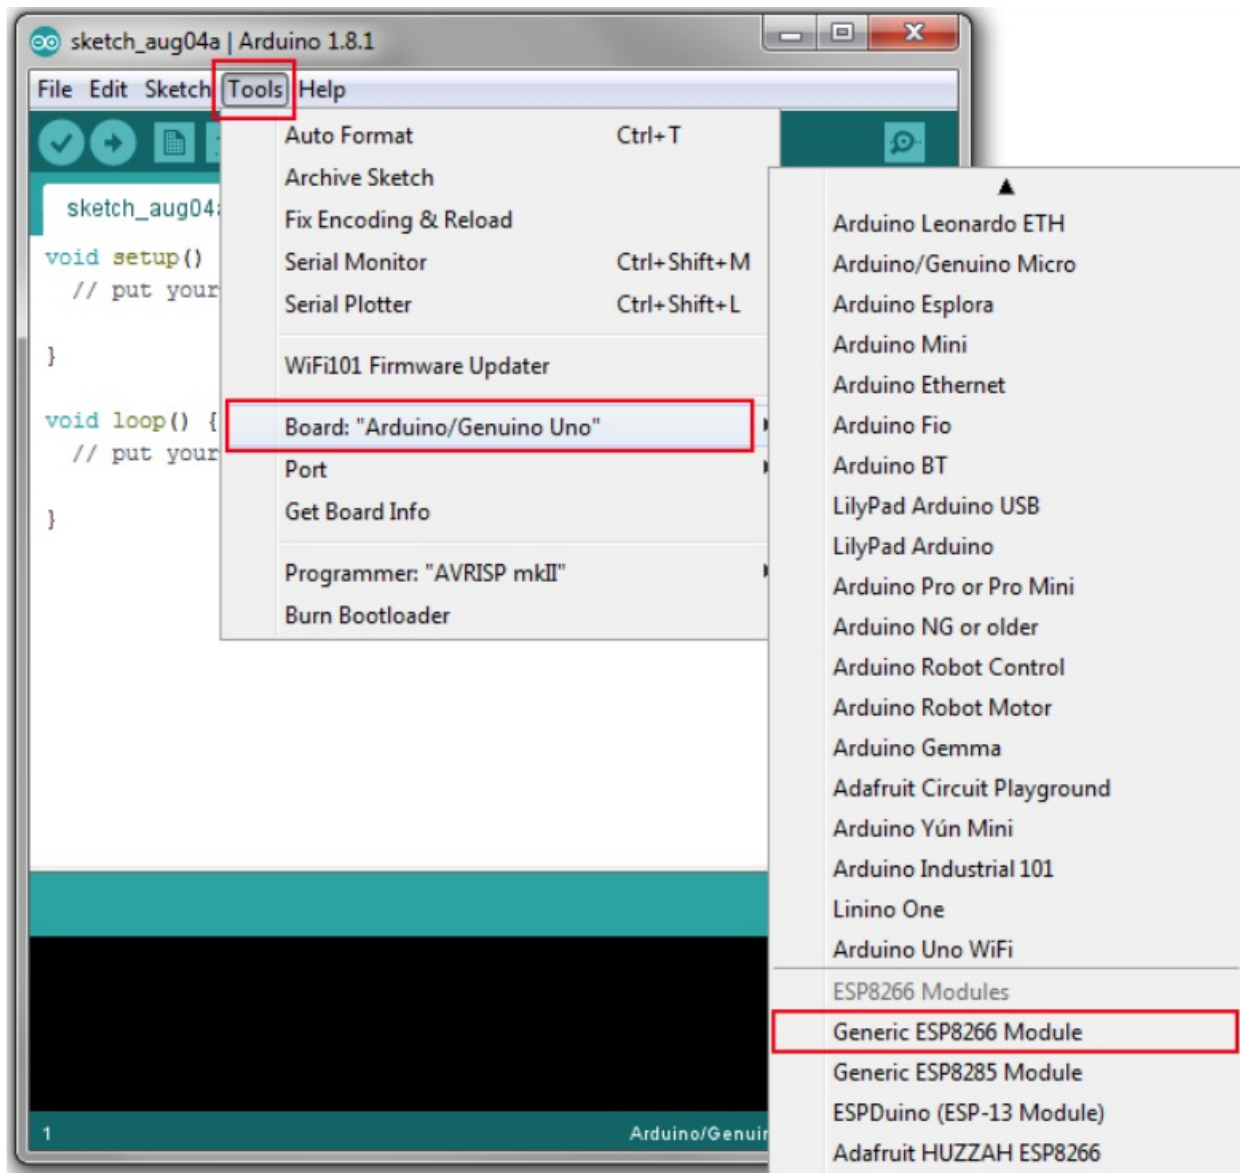 sketch_aug04a | Arduino 1.8.1
File Edit Sketch Tools Help
Auto Format Ctrl+T
Archive Sketch
Fix Encoding & Reload
Serial Monitor Ctrl+Shift+M
Serial Plotter Ctrl+Shift+L
WiFi101 Firmware Updater
Board: "Arduino/Genuino Uno"
Port
Get Board Info
Programmer: "AVRISP mkII"
Burn Bootloader
sketch_aug04a
void setup()
// put your
}
void loop() {
// put your
}
Arduino Leonardo ETH
Arduino/Genuino Micro
Arduino Esplora
Arduino Mini
Arduino Ethernet
Arduino Fio
Arduino BT
LilyPad Arduino USB
LilyPad Arduino
Arduino Pro or Pro Mini
Arduino NG or older
Arduino Robot Control
Arduino Robot Motor
Arduino Gemma
Adafruit Circuit Playground
Arduino Yún Mini
Arduino Industrial 101
Linino One
Arduino Uno WiFi
ESP8266 Modules
Generic ESP8266 Module
Generic ESP8285 Module
ESPDuino (ESP-13 Module)
Adafruit HUZZAH ESP8266
1 Arduino/Genuin